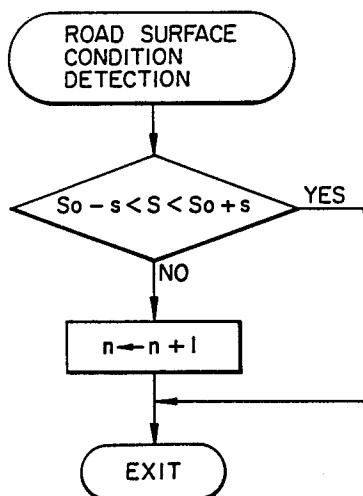 ROAD SURFACE
CONDITION
DETECTION
So - s < S < So + s
YES
NO
n ← n + 1
EXIT